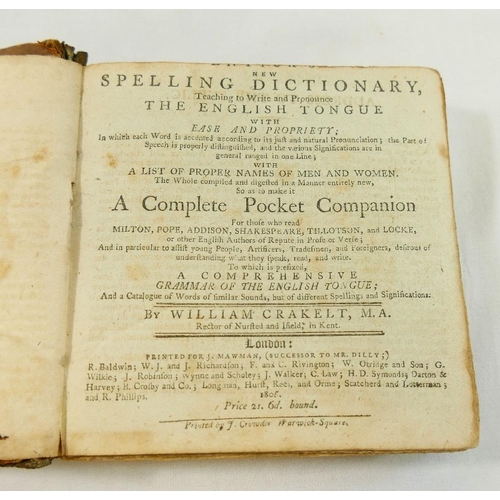 NEW
SPELLING DICTIONARY,
Teaching to Write and Pronounce
THE ENGLISH TONGUE
WITH
EASE AND PROPRIETY;
In which each Word is accented according to its just and natural Pronunciation; the Part of
Speech is properly distinguished, and the various Significations are in
general ranged in one Line;
WITH
A LIST OF PROPER NAMES OF MEN AND WOMEN.
The Whole compiled and digested in a Manner entirely new,
So as to make it
A Complete Pocket Companion
For those who read
MILTON, POPE, ADDISON, SHAKESPEARE, TILLOTSON, and LOCKE,
or other English Authors of Repute in Prose or Verse;
And in particular to assist young People, Artificers, Tradesmen, and Foreigners, desirous of
understanding what they speak, read, and write.
To which is prefixed,
A COMPREHENSIVE
GRAMMAR OF THE ENGLISH TONGUE;
And a Catalogue of Words of similar Sounds, but of different Spellings and Significations:
BY WILLIAM CRAKELT, M.A.
Rector of Nursted and Ifield, in Kent.
London:
PRINTED FOR J. MAWMAN, (SUCCESSOR TO MR. DILLY;)
R. Baldwin; W. J. and J. Richardson; F. and C. Rivington; W. Otridge and Son; G.
Wilkie; J. Robinson; Wynne and Scholey; J. Walker; C. Law; H. D. Symonds; Darton &
Harvey; B. Crosby and Co.; Longman, Hurst, Rees, and Orme; Scatcherd and Letterman;
and R. Phillips.
Price 2s. 6d. bound.
Printed by J. Crowder Warwick-Square.